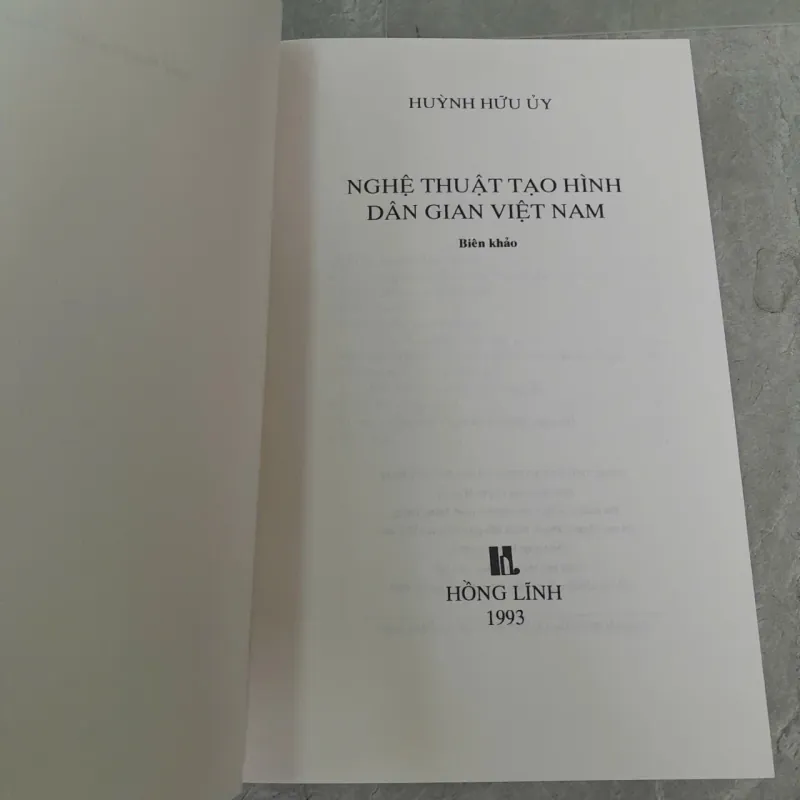 HUỲNH HỮU ỦY
NGHỆ THUẬT TẠO HÌNH
DÂN GIAN VIỆT NAM
Biên khảo
HỒNG LĨNH
1993